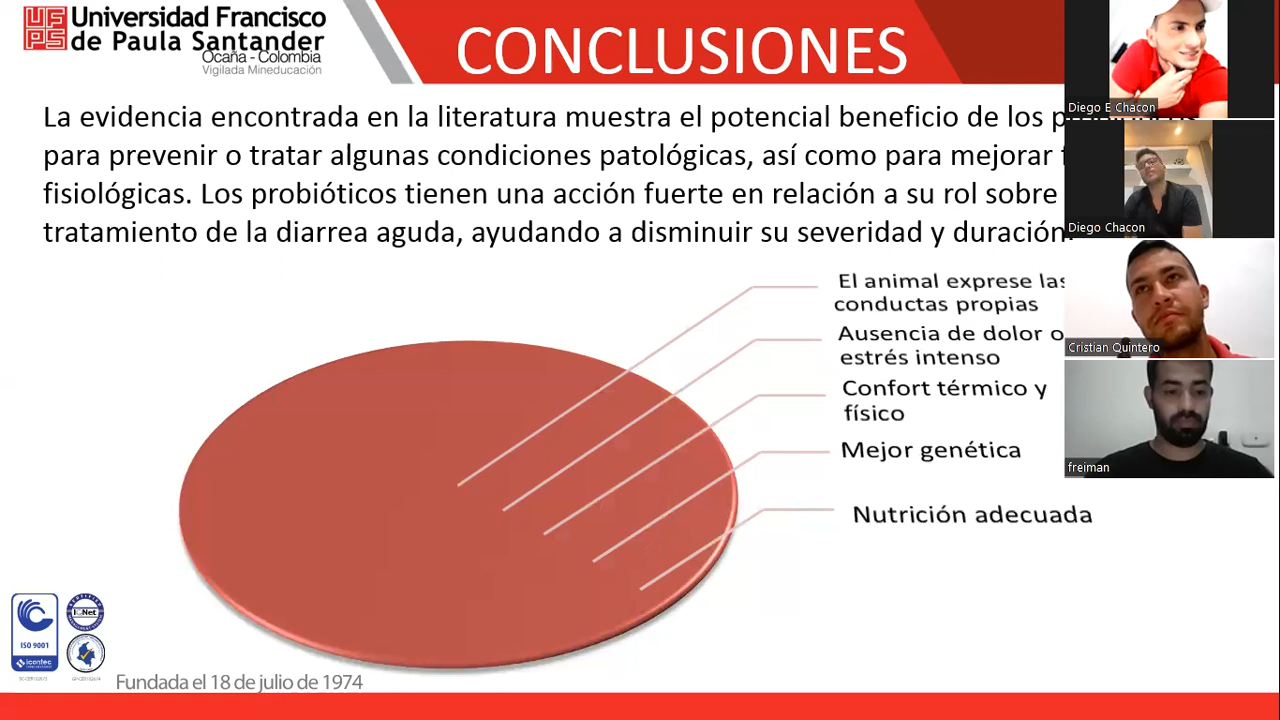 UFPS
Universidad Francisco
de Paula Santander
Ocaña - Colombia
Vigilada Mineducación
CONCLUSIONES
La evidencia encontrada en la literatura muestra el potencial beneficio de los
para prevenir o tratar algunas condiciones patológicas, así como para mejorar
fisiológicas. Los probióticos tienen una acción fuerte en relación a su rol sobre
tratamiento de la diarrea aguda, ayudando a disminuir su severidad y duración.
El animal exprese las
conductas propias
Ausencia de dolor o
estrés intenso
Confort térmico y
físico
Mejor genética
Nutrición adecuada
Diego E Chacon
Diego Chacon
Cristian Quintero
freiman
IQNet
ISO 9001
icontec
Fundada el 18 de julio de 1974